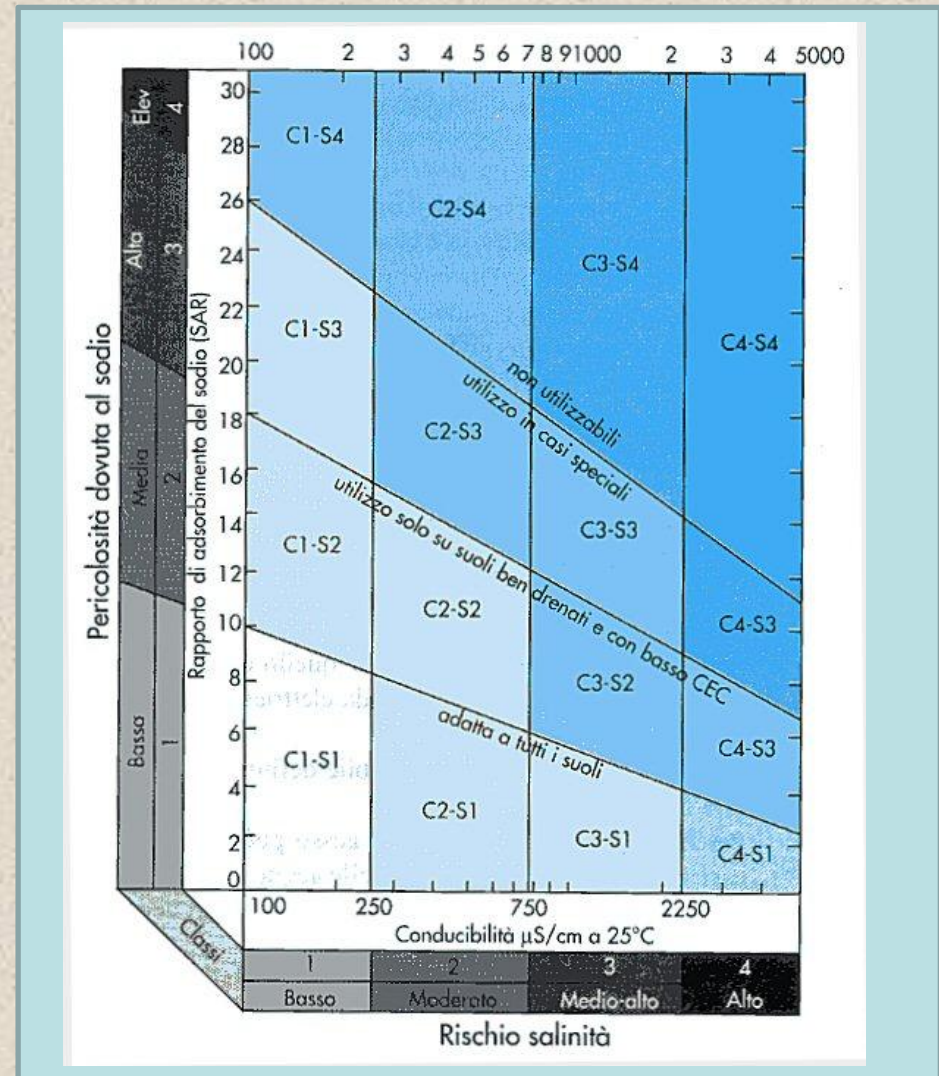 100 2 3 4 5 6 7 8 9 1000 2 3 4 5000
Pericolosità dovuta al sodio
Elev
4
Alto
3
Media
2
Basso
1
Rapporto di adsorbimento del sodio (SAR)
30
28
26
24
22
20
18
16
14
12
10
8
6
4
2
0
C1-S4
C2-S4
C3-S4
C4-S4
C1-S3
C2-S3
C3-S3
C4-S3
C1-S2
C2-S2
C3-S2
C4-S3
C1-S1
C2-S1
C3-S1
C4-S1
non utilizzabili
utilizzo in casi speciali
utilizzo solo su suoli ben drenati e con basso CEC
adatta a tutti i suoli
100 250 750 2250
Conducibilità µS/cm a 25°C
Classi
1 2 3 4
Basso Moderato Medio-alto Alto
Rischio salinità